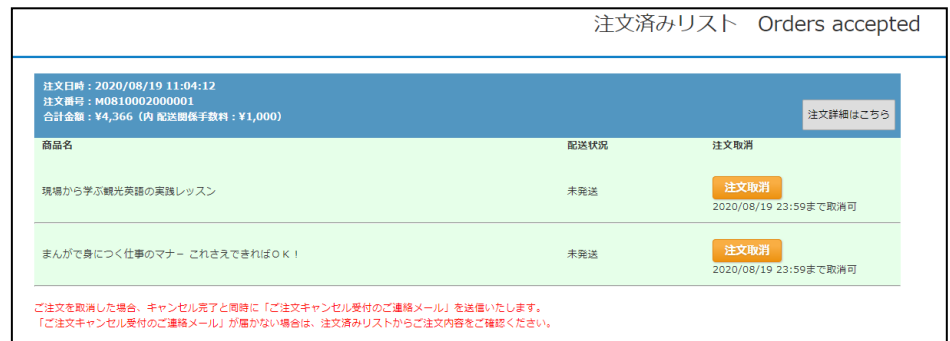 注文済みリスト　Orders accepted
注文日時：2020/08/19 11:04:12
注文番号：M0810002000001
合計金額：¥4,366（内 配送関係手数料：¥1,000）
注文詳細はこちら
商品名 配送状況 注文取消
現場から学ぶ観光英語の実践レッスン 未発送 注文取消
2020/08/19 23:59まで取消可
まんがで身につく仕事のマナー これさえできればＯＫ！ 未発送 注文取消
2020/08/19 23:59まで取消可
ご注文を取消した場合、キャンセル完了と同時に「ご注文キャンセル受付のご連絡メール」を送信いたします。
「ご注文キャンセル受付のご連絡メール」が届かない場合は、注文済みリストからご注文内容をご確認ください。